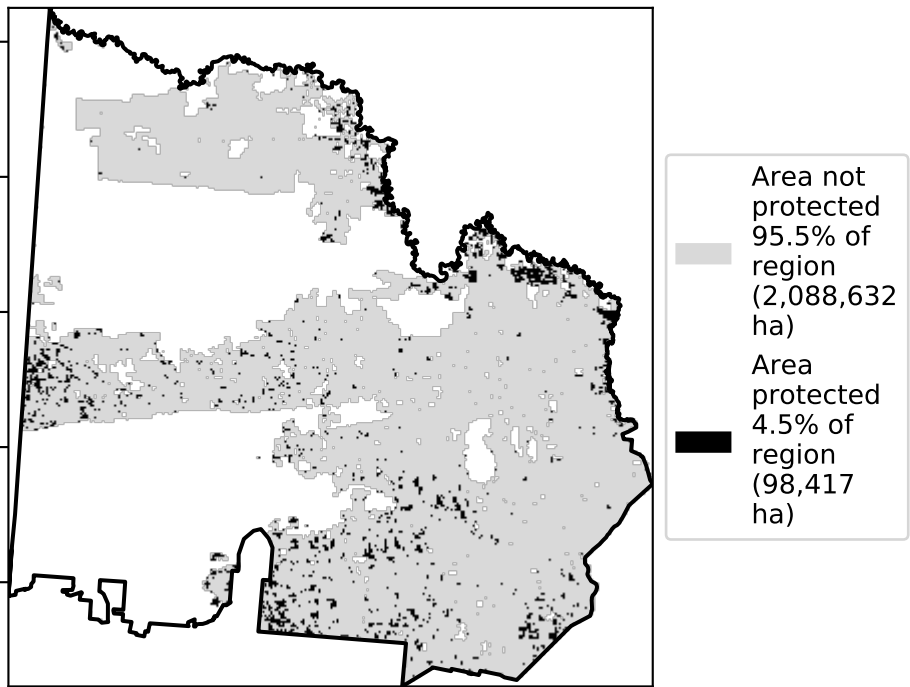 Area not
protected
95.5% of
region
(2,088,632
ha)
Area
protected
4.5% of
region
(98,417
ha)